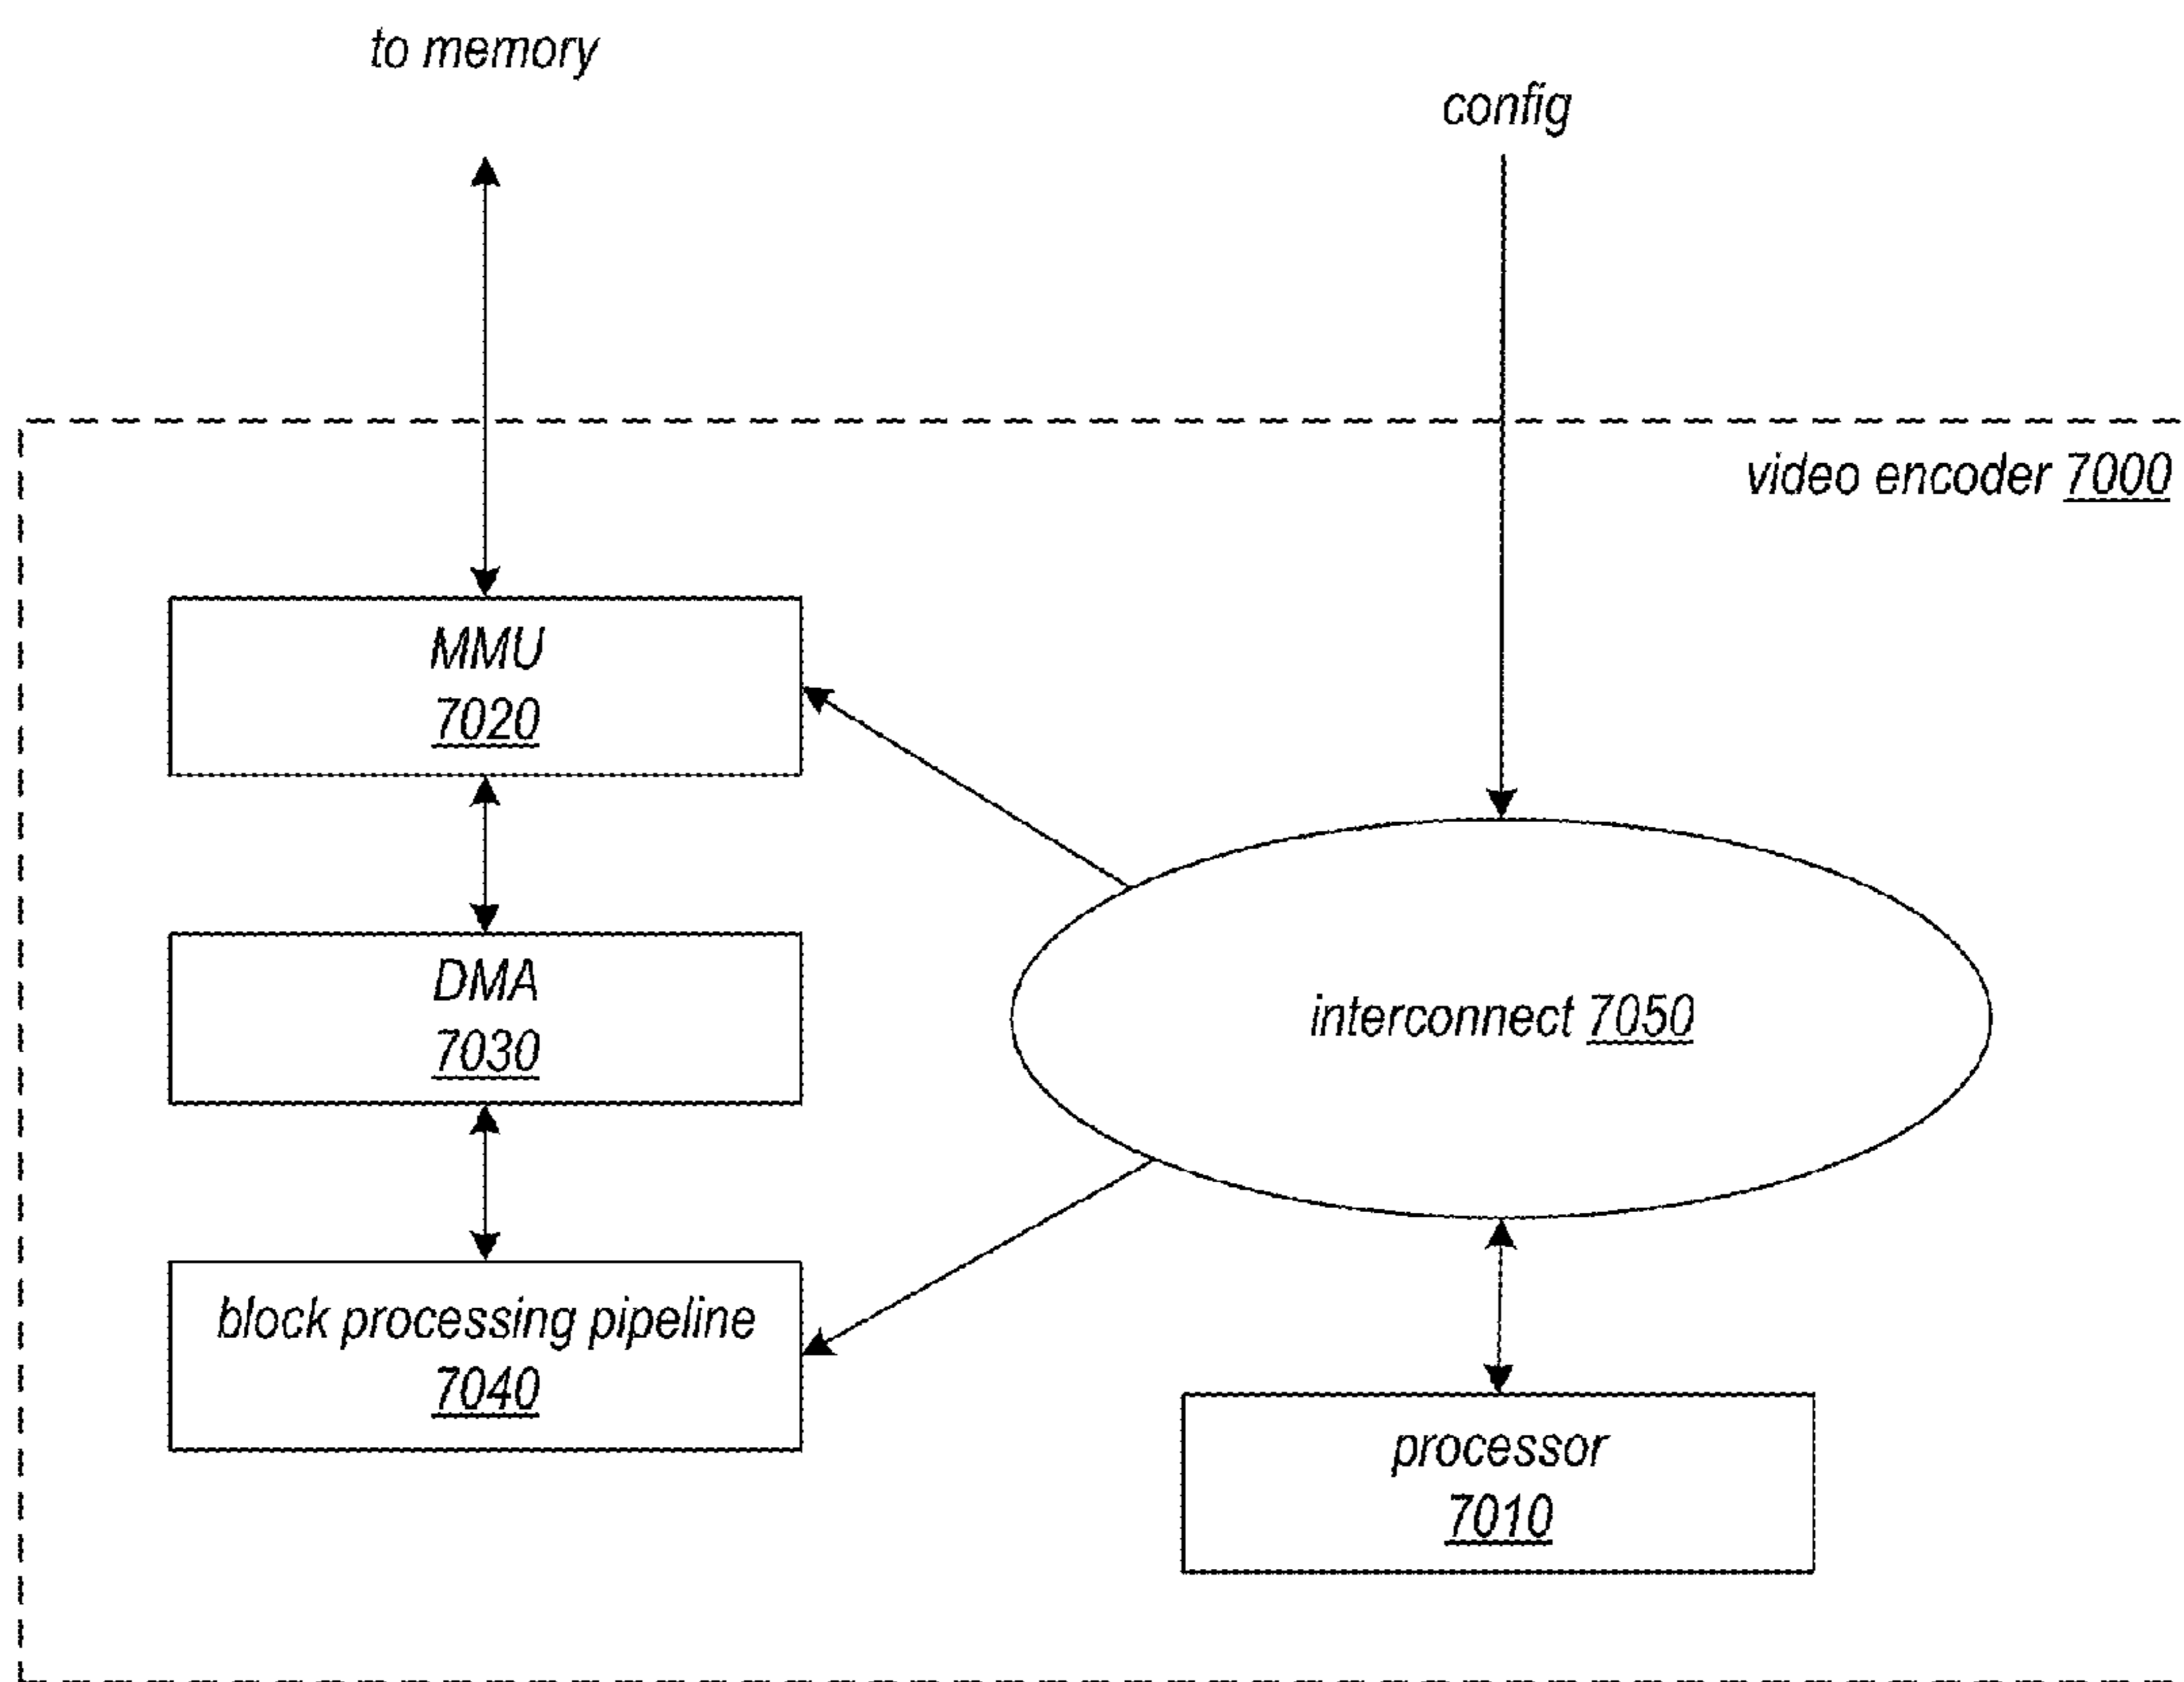 to memory
config
video encoder 7000
MMU
7020
DMA
7030
interconnect 7050
block processing pipeline
7040
processor
7010